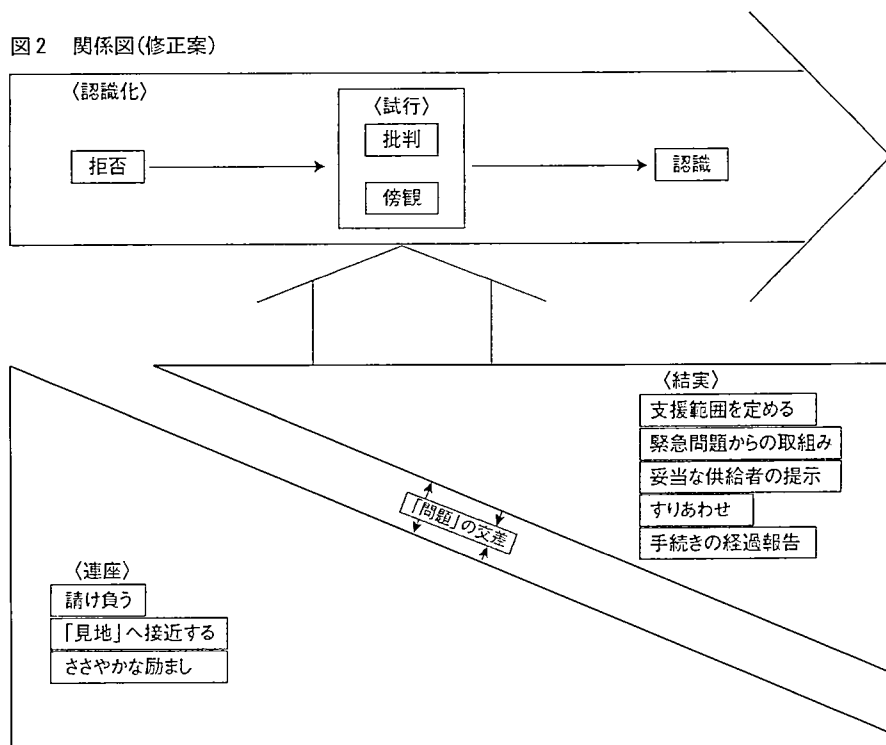 図2　関係図(修正案)
〈認識化〉
〈試行〉
批判
拒否
認識
傍観
〈結実〉
支援範囲を定める
緊急問題からの取組み
妥当な供給者の提示
すりあわせ
手続きの経過報告
「問題」の交差
〈連座〉
請け負う
「見地」へ接近する
ささやかな励まし